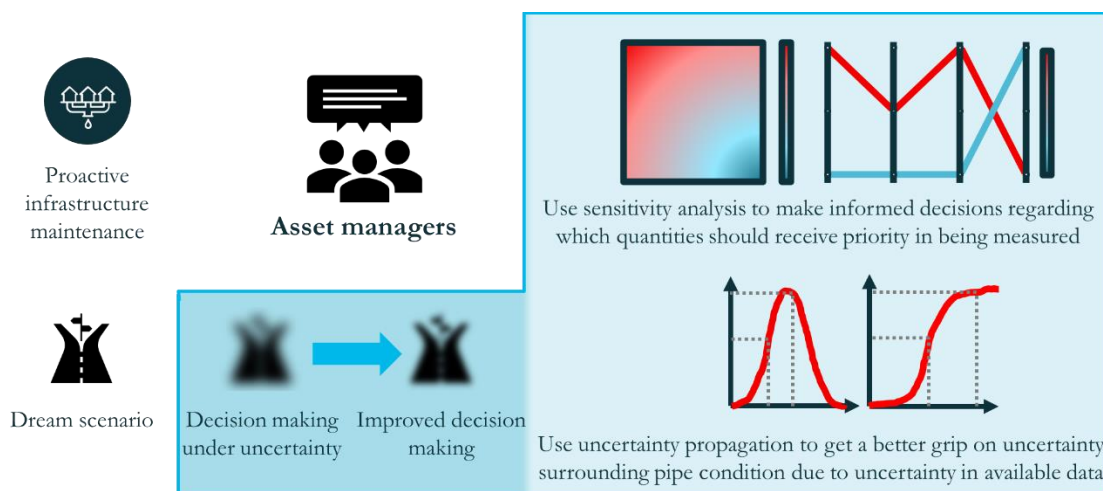 Proactive
infrastructure
maintenance
Asset managers
Use sensitivity analysis to make informed decisions regarding
which quantities should receive priority in being measured
Dream scenario
Decision making
under uncertainty
Improved decision
making
Use uncertainty propagation to get a better grip on uncertainty
surrounding pipe condition due to uncertainty in available data